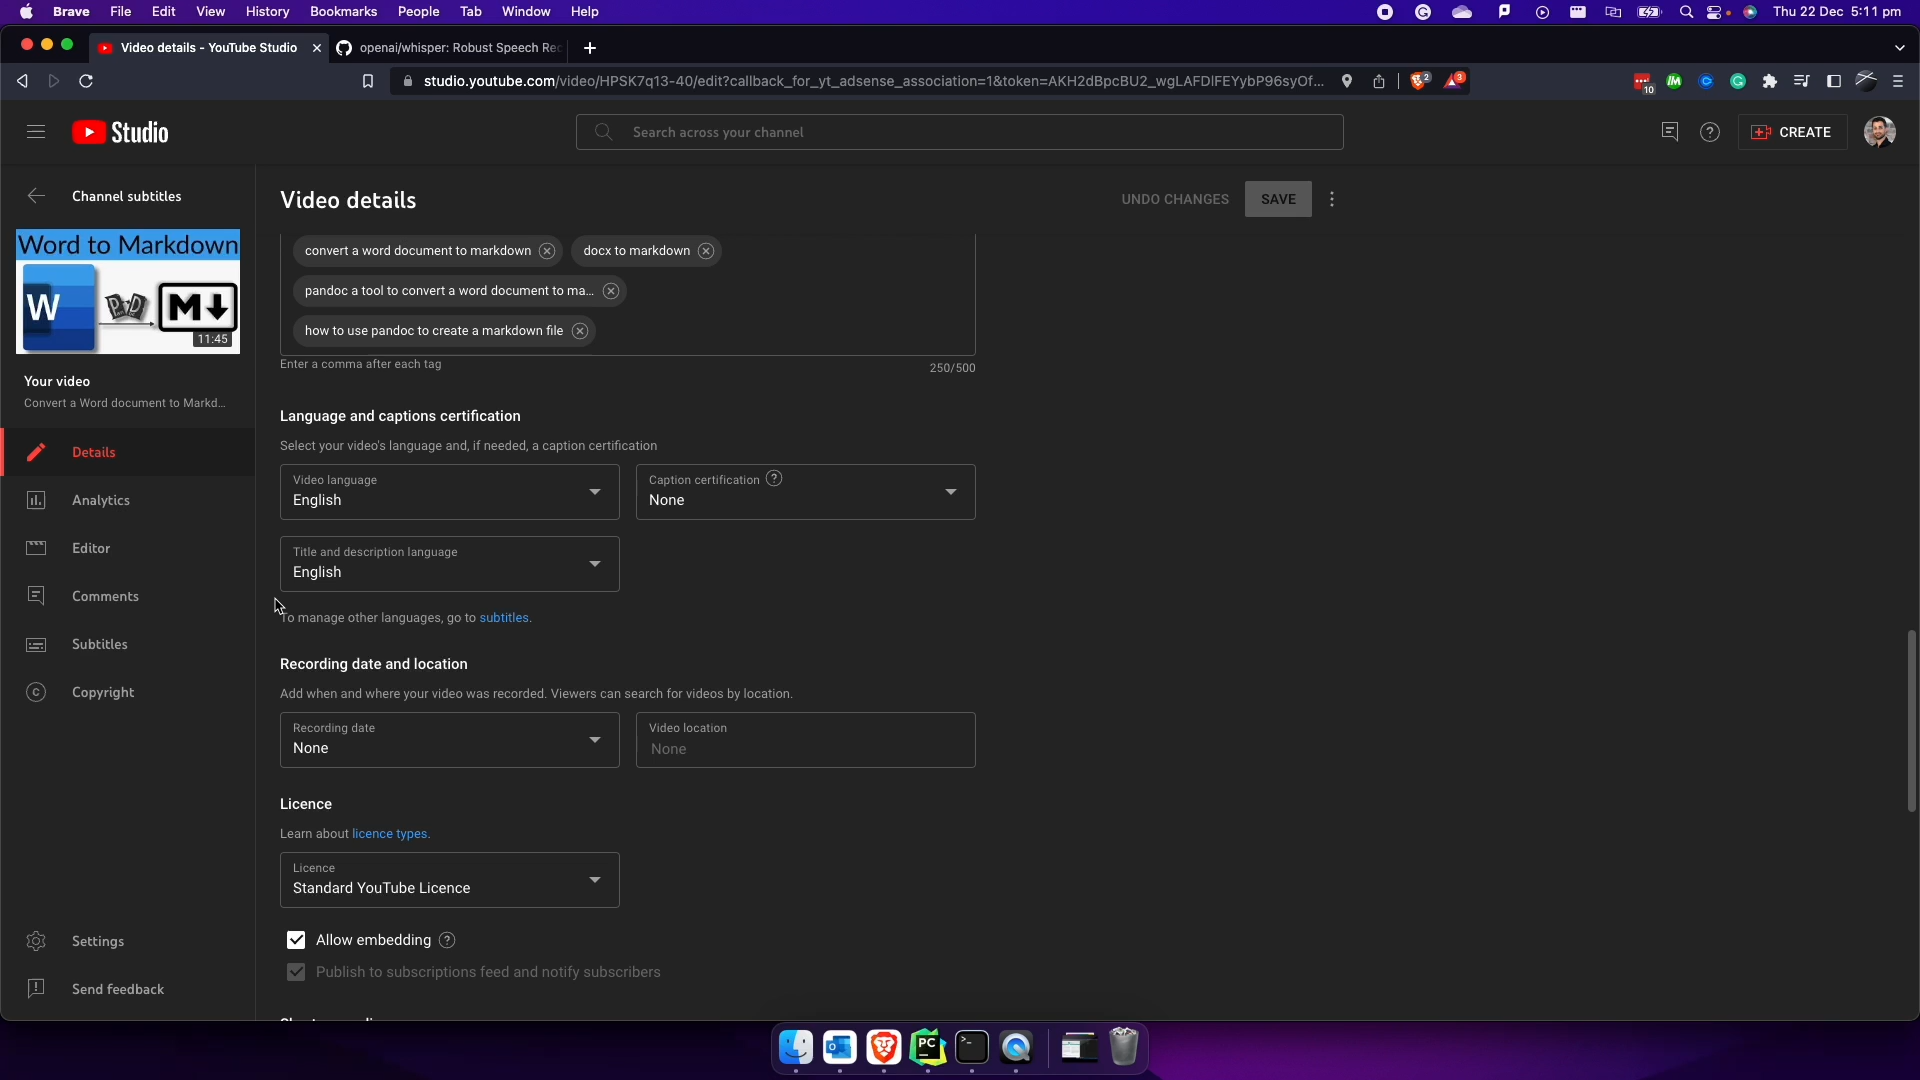 Brave File Edit View History Bookmarks People Tab Window Help
Thu 22 Dec 5:11 pm
Video details - YouTube Studio
openai/whisper: Robust Speech Rec
studio.youtube.com/video/HPSK7q13-40/edit?callback_for_yt_adsense_association=1&token=AKH2dBpcBU2_wgLAFDIFEYybP96syOf...
2
3
10
Studio
Search across your channel
CREATE
Channel subtitles
Video details
UNDO CHANGES
SAVE
Word to Markdown
W
M
11:45
convert a word document to markdown
docx to markdown
pandoc a tool to convert a word document to ma...
how to use pandoc to create a markdown file
Enter a comma after each tag
250/500
Your video
Convert a Word document to Markd...
Details
Analytics
Editor
Comments
Subtitles
Copyright
Settings
Send feedback
Language and captions certification
Select your video's language and, if needed, a caption certification
Video language
English
Caption certification
None
Title and description language
English
To manage other languages, go to subtitles.
Recording date and location
Add when and where your video was recorded. Viewers can search for videos by location.
Recording date
None
Video location
None
Licence
Learn about licence types.
Licence
Standard YouTube Licence
Allow embedding
Publish to subscriptions feed and notify subscribers
PC